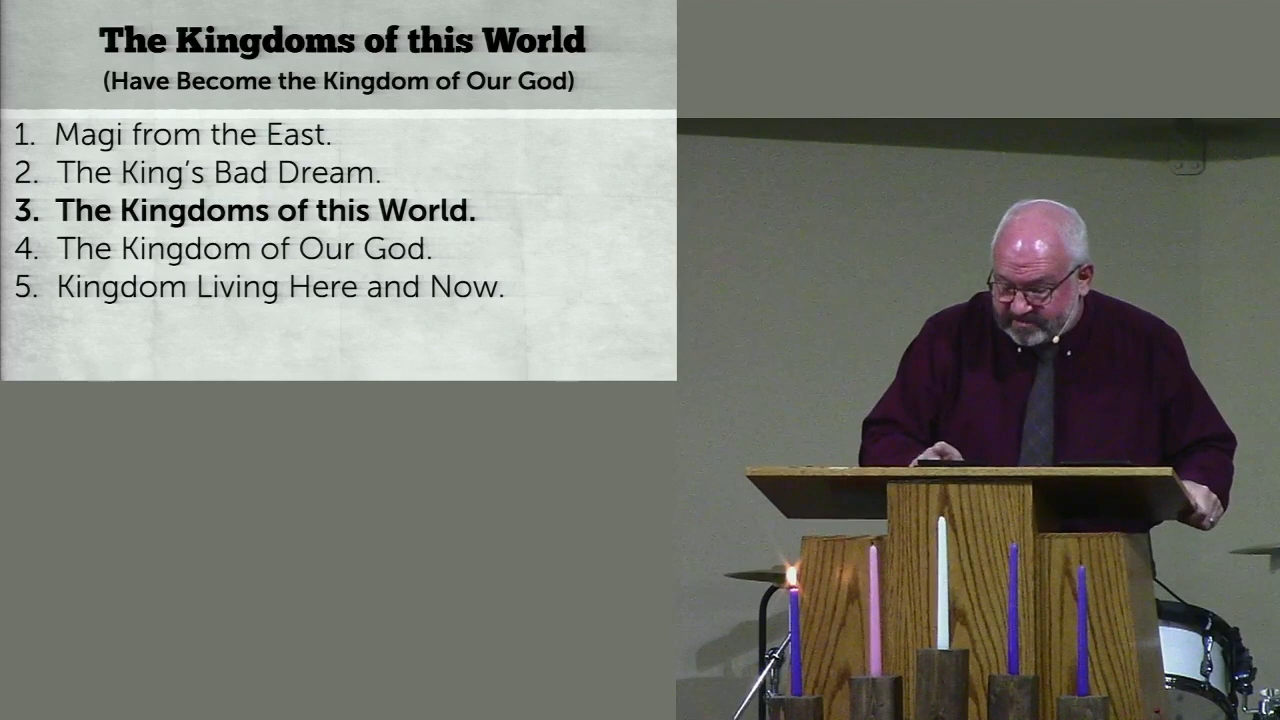 The Kingdoms of this World
(Have Become the Kingdom of Our God)
1. Magi from the East.
2. The King’s Bad Dream.
3. The Kingdoms of this World.
4. The Kingdom of Our God.
5. Kingdom Living Here and Now.